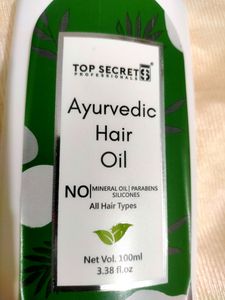 TOP SECRET
PROFESSIONALS
Ayurvedic
Hair
Oil
NO MINERAL OIL | PARABENS
SILICONES
All Hair Types
Net Vol. 100ml
3.38 fl.oz